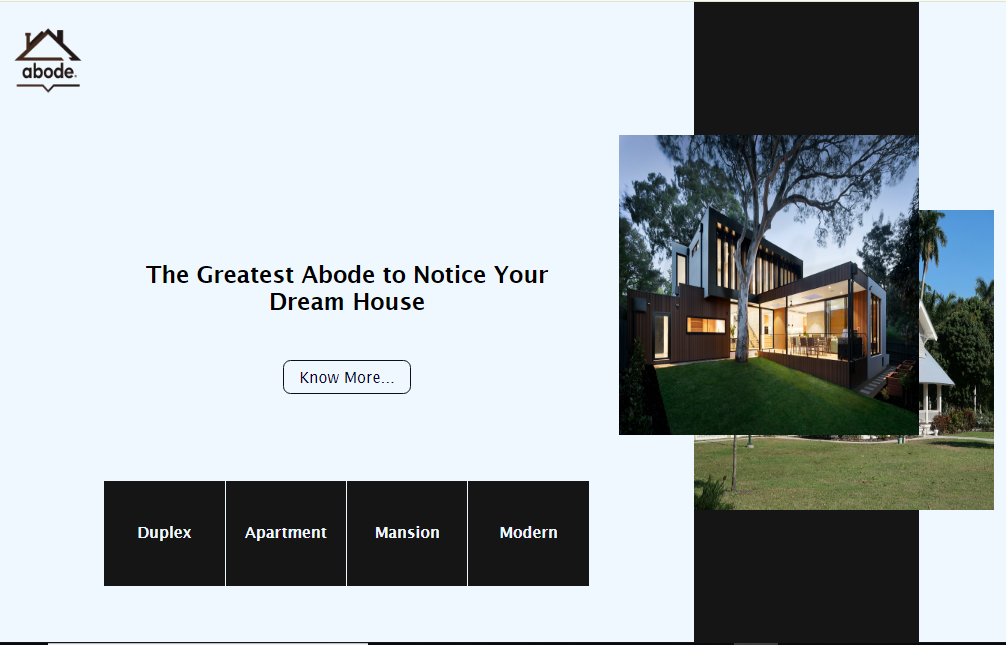 abode.
The Greatest Abode to Notice Your
Dream House
Know More...
Duplex
Apartment
Mansion
Modern